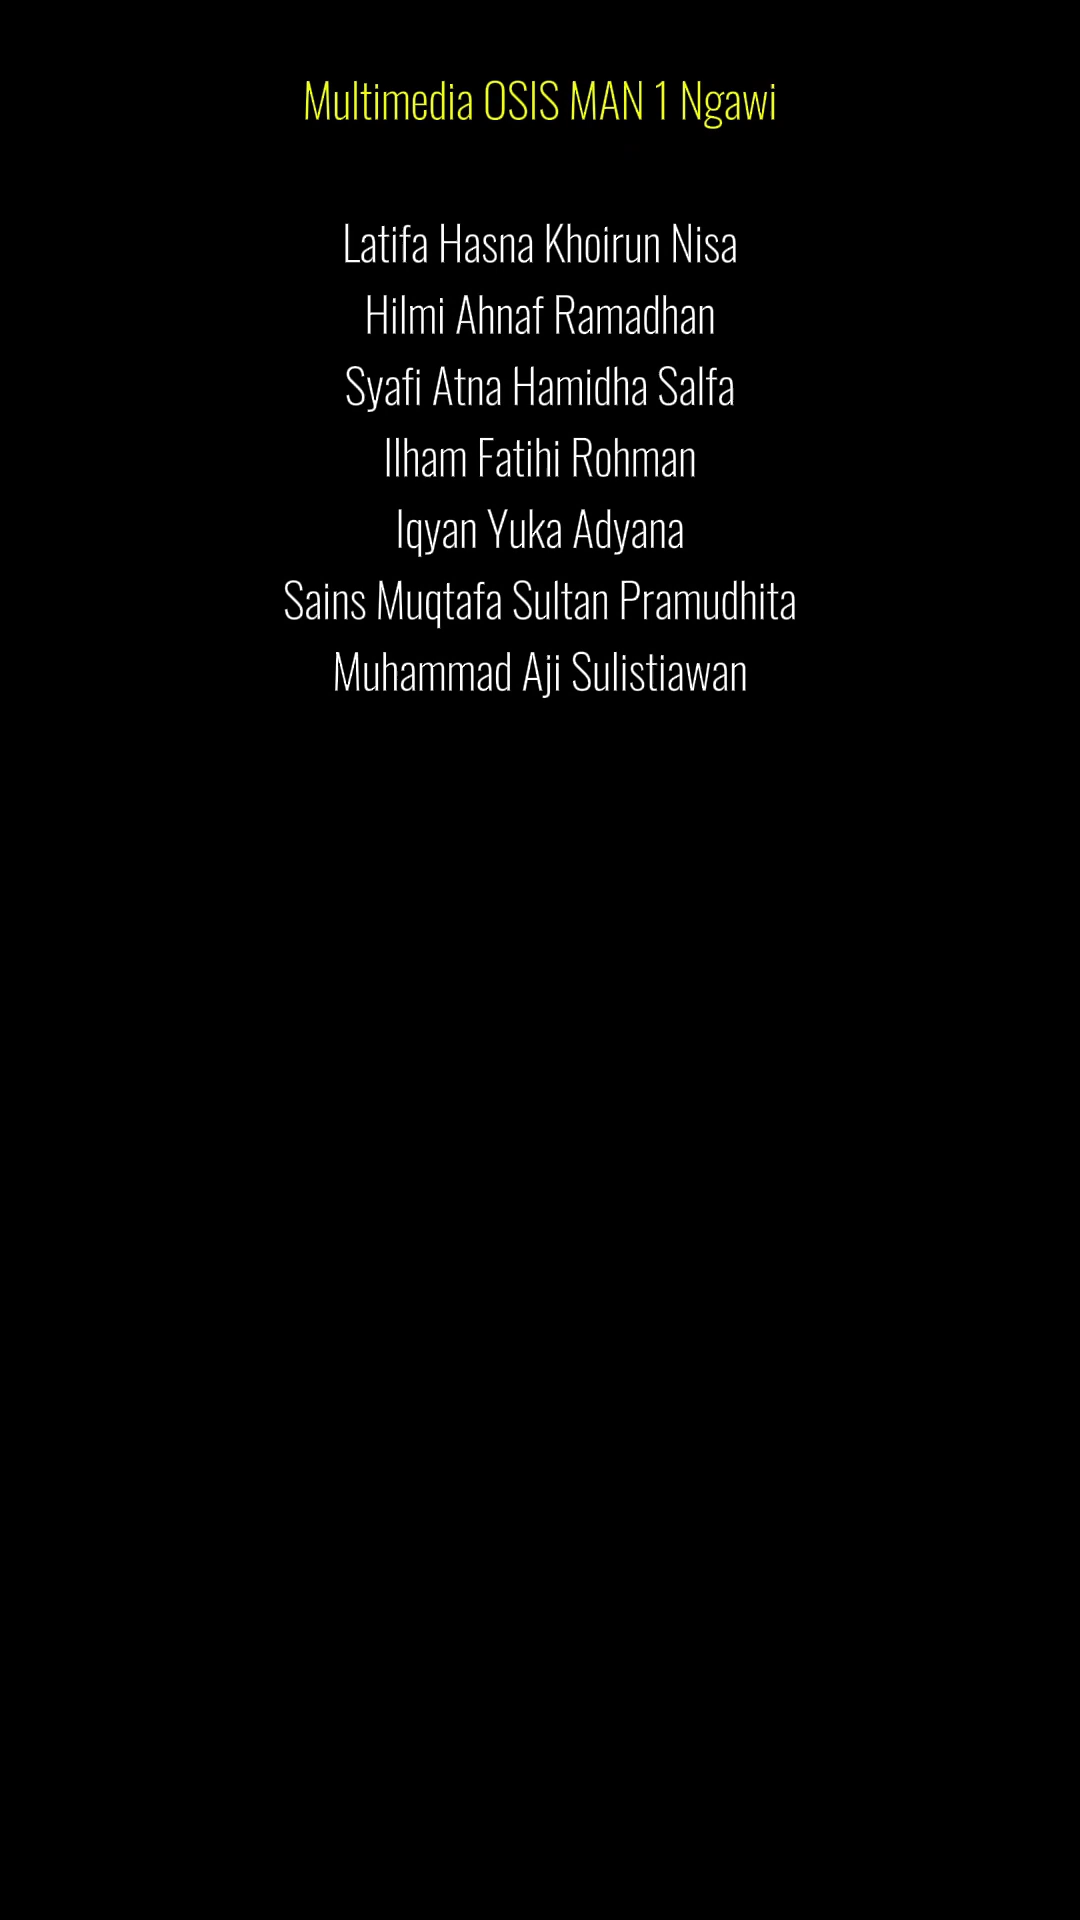 Multimedia OSIS MAN 1 Ngawi
Latifa Hasna Khoirun Nisa
Hilmi Ahnaf Ramadhan
Syafi Atna Hamidha Salfa
Ilham Fatihi Rohman
Iqyan Yuka Adyana
Sains Muqtafa Sultan Pramudhita
Muhammad Aji Sulistiawan